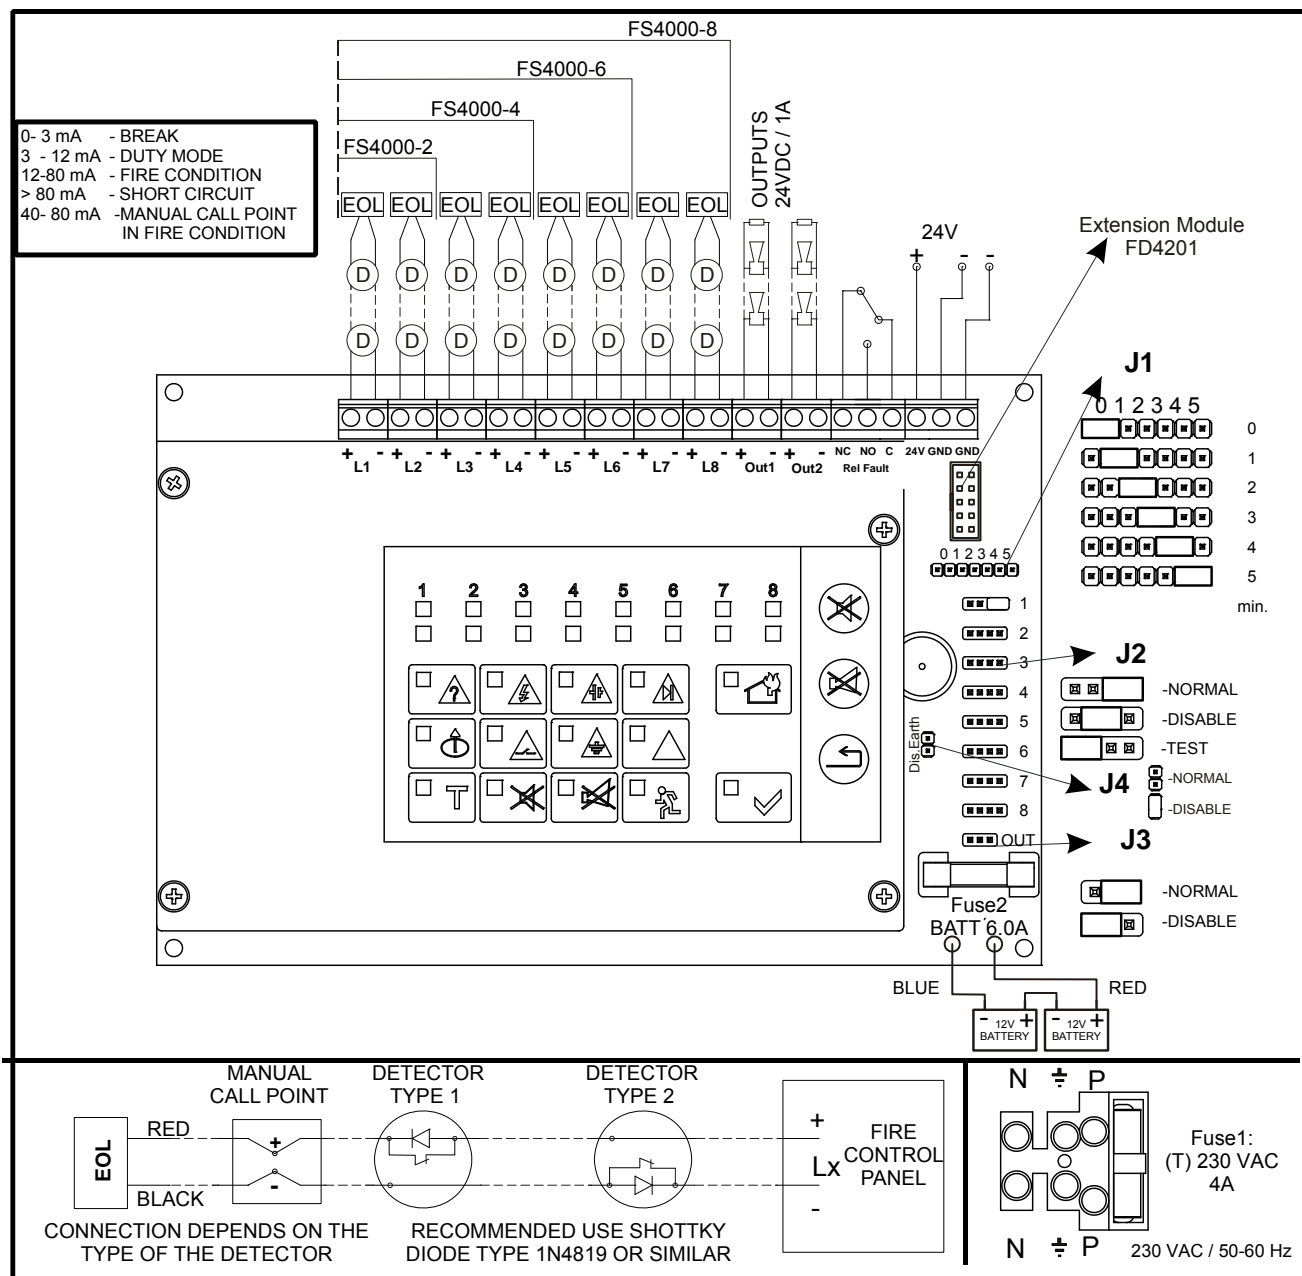 FS4000-8
FS4000-6
FS4000-4
FS4000-2
0- 3 mA - BREAK
3 - 12 mA - DUTY MODE
12-80 mA - FIRE CONDITION
> 80 mA - SHORT CIRCUIT
40- 80 mA -MANUAL CALL POINT
IN FIRE CONDITION
OUTPUTS
24VDC / 1A
EOL EOL EOL EOL EOL EOL EOL EOL
D D D D D D D D
D D D D D D D D
24V
+ - -
Extension Module
FD4201
+ - + - + - + - + - + - + - + - + - + - NC NO C 24V GND GND
L1 L2 L3 L4 L5 L6 L7 L8 Out1 Out2 Rel Fault
J1
0 1 2 3 4 5
0
1
2
3
4
5
min.
0 1 2 3 4 5
1
2
3
4
5
6
7
8
OUT
1 2 3 4 5 6 7 8
?
T
Dis.Earth
J2
-NORMAL
-DISABLE
-TEST
J4
-NORMAL
-DISABLE
J3
-NORMAL
-DISABLE
Fuse2
BATT 6.0A
BLUE
RED
- 12V +
BATTERY
- 12V +
BATTERY
MANUAL
CALL POINT
DETECTOR
TYPE 1
DETECTOR
TYPE 2
EOL
RED
BLACK
+
-
+
Lx
-
FIRE
CONTROL
PANEL
CONNECTION DEPENDS ON THE
TYPE OF THE DETECTOR
RECOMMENDED USE SHOTTKY
DIODE TYPE 1N4819 OR SIMILAR
N P
Fuse1:
(T) 230 VAC
4A
N P
230 VAC / 50-60 Hz